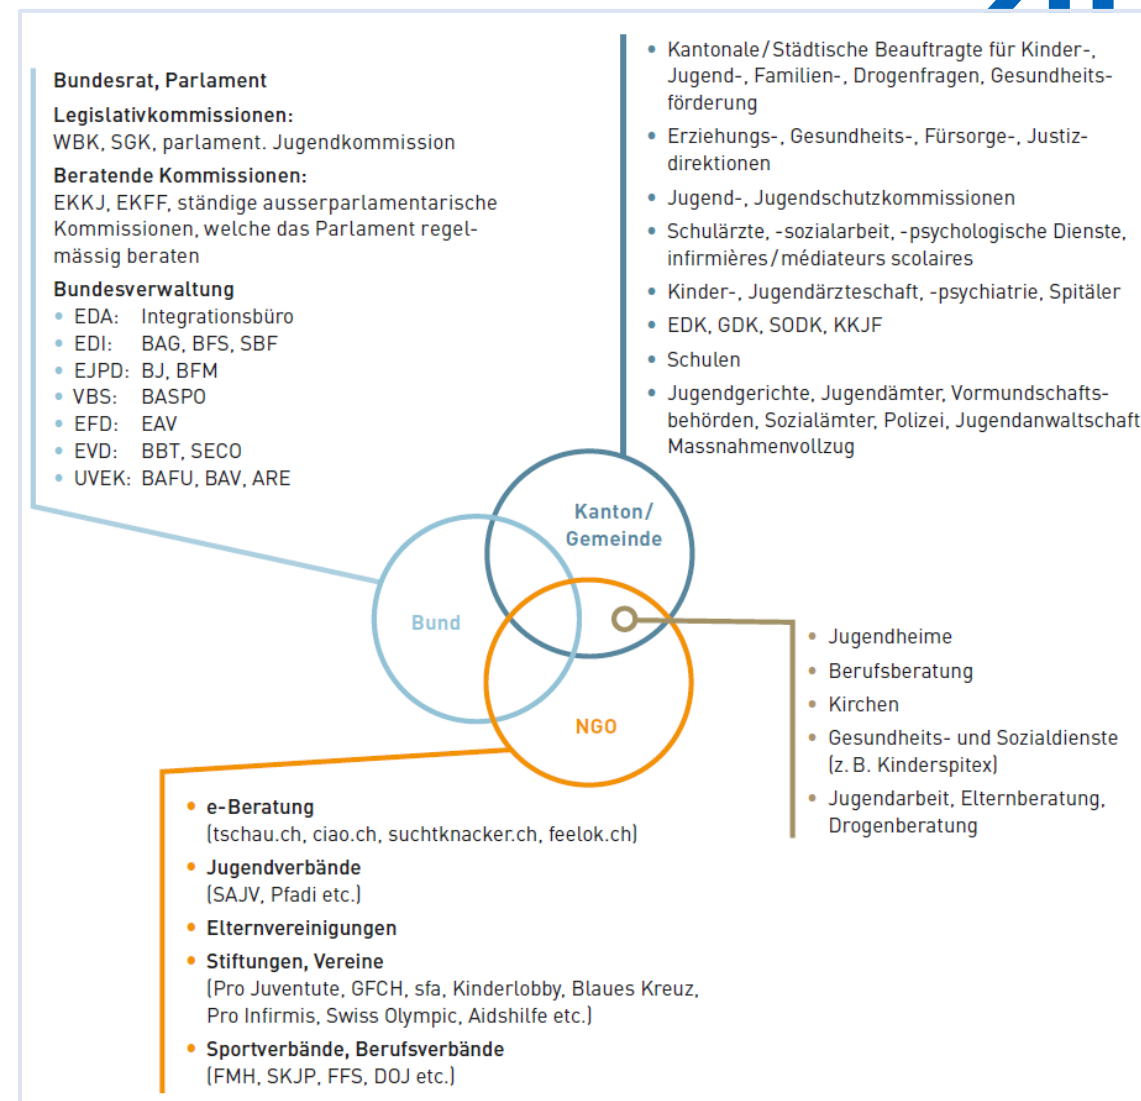 Bundesrat, Parlament
Legislativkommissionen:
WBK, SGK, parlament. Jugendkommission
Beratende Kommissionen:
EKKJ, EKFF, ständige ausserparlamentarische
Kommissionen, welche das Parlament regel-
mässig beraten
Bundesverwaltung
• EDA: Integrationsbüro
• EDI: BAG, BFS, SBF
• EJPD: BJ, BFM
• VBS: BASPO
• EFD: EAV
• EVD: BBT, SECO
• UVEK: BAFU, BAV, ARE
• Kantonale/Städtische Beauftragte für Kinder-,
Jugend-, Familien-, Drogenfragen, Gesundheits-
förderung
• Erziehungs-, Gesundheits-, Fürsorge-, Justiz-
direktionen
• Jugend-, Jugendschutzkommissionen
• Schulärzte, -sozialarbeit, -psychologische Dienste,
infirmières/médiateurs scolaires
• Kinder-, Jugendärzteschaft, -psychiatrie, Spitäler
• EDK, GDK, SODK, KKJF
• Schulen
• Jugendgerichte, Jugendämter, Vormundschafts-
behörden, Sozialämter, Polizei, Jugendanwaltschaft
Massnahmenvollzug
Kanton/
Gemeinde
Bund
NGO
• Jugendheime
• Berufsberatung
• Kirchen
• Gesundheits- und Sozialdienste
(z. B. Kinderspitex)
• Jugendarbeit, Elternberatung,
Drogenberatung
• e-Beratung
(tschau.ch, ciao.ch, suchtknacker.ch, feelok.ch)
• Jugendverbände
(SAJV, Pfadi etc.)
• Elternvereinigungen
• Stiftungen, Vereine
(Pro Juventute, GFCH, sfa, Kinderlobby, Blaues Kreuz,
Pro Infirmis, Swiss Olympic, Aidshilfe etc.)
• Sportverbände, Berufsverbände
(FMH, SKJP, FFS, DOJ etc.)